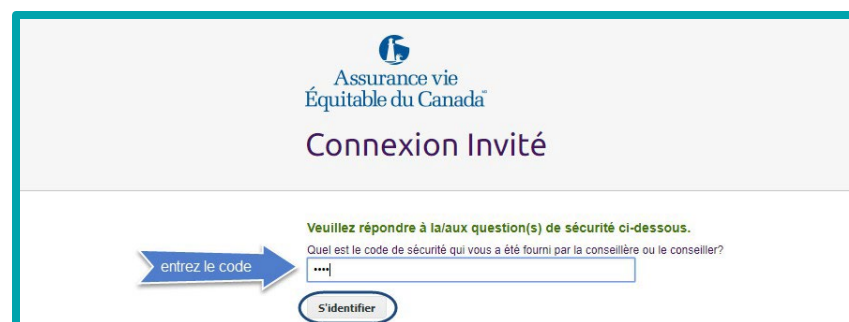 Assurance vie
Équitable du Canada
Connexion Invité
Veuillez répondre à la/aux question(s) de sécurité ci-dessous.
Quel est le code de sécurité qui vous a été fourni par la conseillère ou le conseiller?
entrez le code
••••
S'identifier